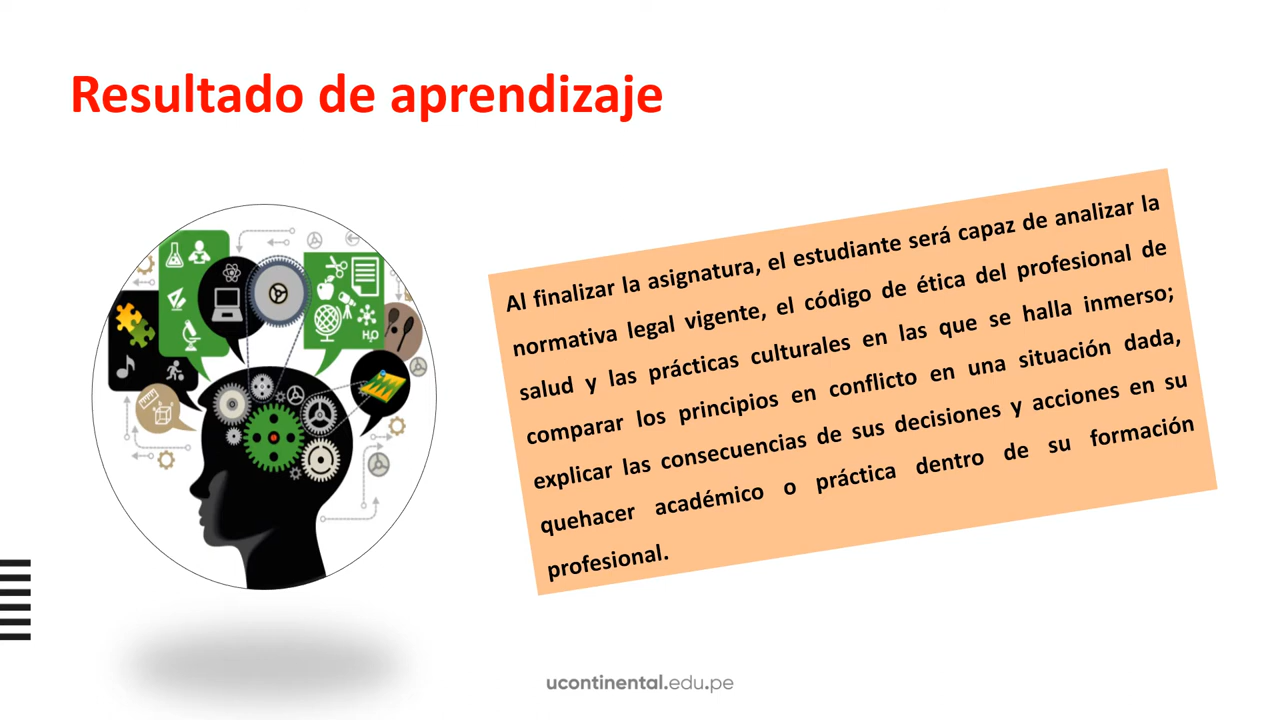 Resultado de aprendizaje
Al finalizar la asignatura, el estudiante será capaz de analizar la
normativa legal vigente, el código de ética del profesional de
salud y las prácticas culturales en las que se halla inmerso;
comparar los principios en conflicto en una situación dada,
explicar las consecuencias de sus decisiones y acciones en su
quehacer académico o práctica dentro de su formación
profesional.
H₂O
ucontinental.edu.pe